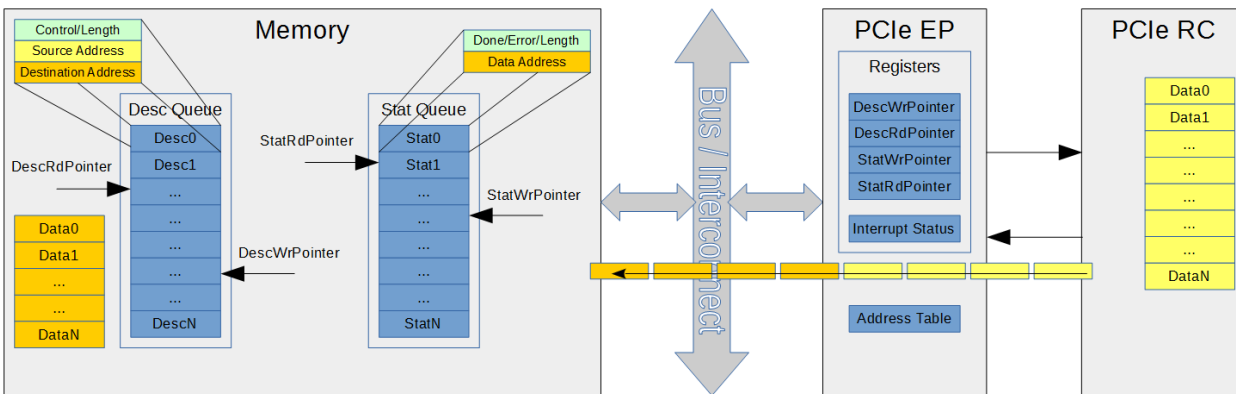 Memory
Control/Length
Source Address
Destination Address
Done/Error/Length
Data Address
Desc Queue
Desc0
Desc1
...
...
...
...
...
DescN
DescRdPointer
DescWrPointer
Data0
Data1
...
...
DataN
Stat Queue
Stat0
Stat1
...
...
...
...
...
StatN
StatRdPointer
StatWrPointer
Bus / Interconnect
PCIe EP
Registers
DescWrPointer
DescRdPointer
StatWrPointer
StatRdPointer
Interrupt Status
Address Table
PCIe RC
Data0
Data1
...
...
...
...
...
DataN